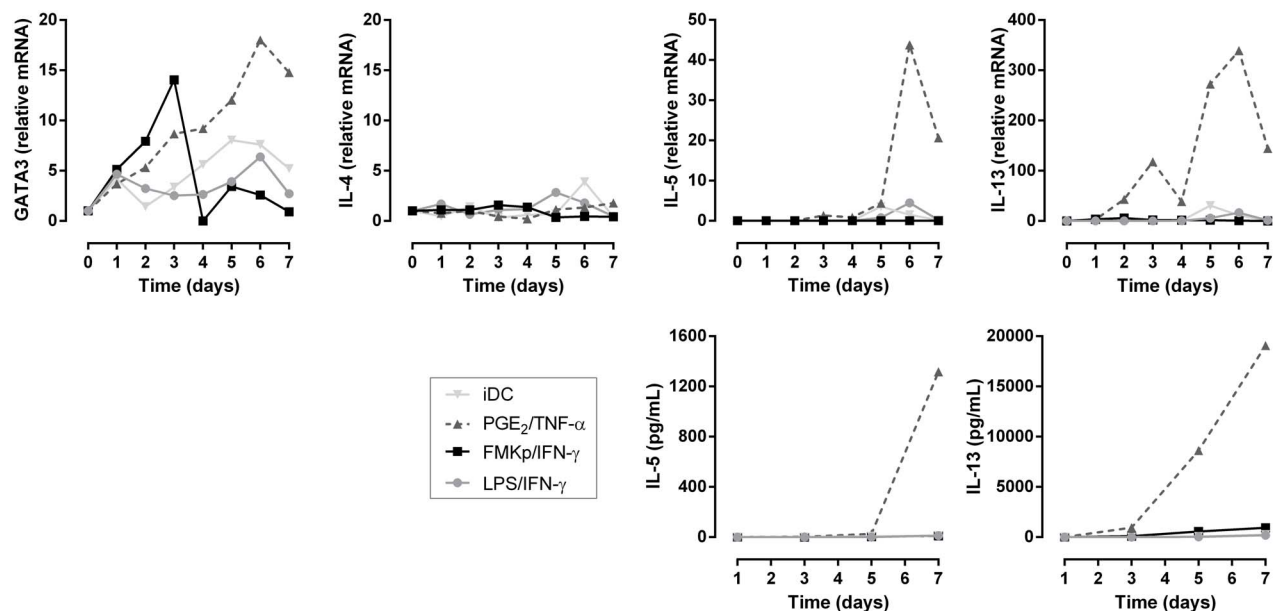 GATA3 (relative mRNA)
20
15
10
5
0
0 1 2 3 4 5 6 7
Time (days)
IL-4 (relative mRNA)
20
15
10
5
0
0 1 2 3 4 5 6 7
Time (days)
IL-5 (relative mRNA)
50
40
30
20
10
0
0 1 2 3 4 5 6 7
Time (days)
IL-13 (relative mRNA)
400
300
200
100
0
0 1 2 3 4 5 6 7
Time (days)
iDC
PGE₂/TNF-α
FMKp/IFN-γ
LPS/IFN-γ
IL-5 (pg/mL)
1600
1200
800
400
0
1 2 3 4 5 6 7
Time (days)
IL-13 (pg/mL)
20000
15000
10000
5000
0
1 2 3 4 5 6 7
Time (days)